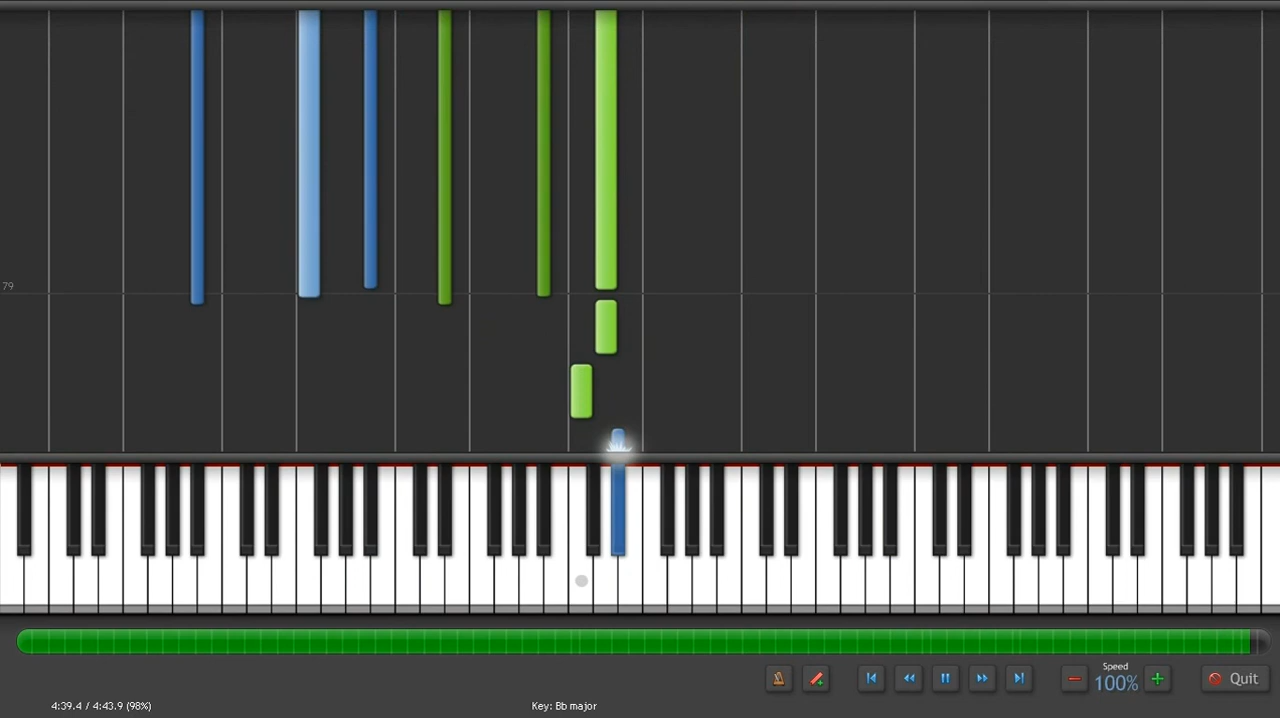 79
Speed
100%
Quit
4:39.4 / 4:43.9 (98%)
Key: Bb major